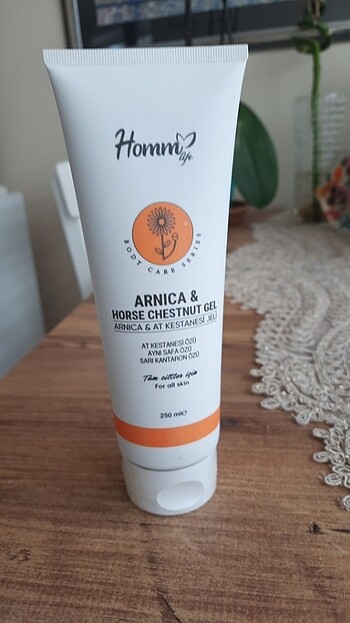 Homm
life
BODY CARE SERIES
ARNICA &
HORSE CHESTNUT GEL
ARNICA & AT KESTANESİ JELİ
AT KESTANESİ ÖZÜ
AYNI SAFA ÖZÜ
SARI KANTARON ÖZÜ
Tüm ciltler için
For all skin
250 ml℮